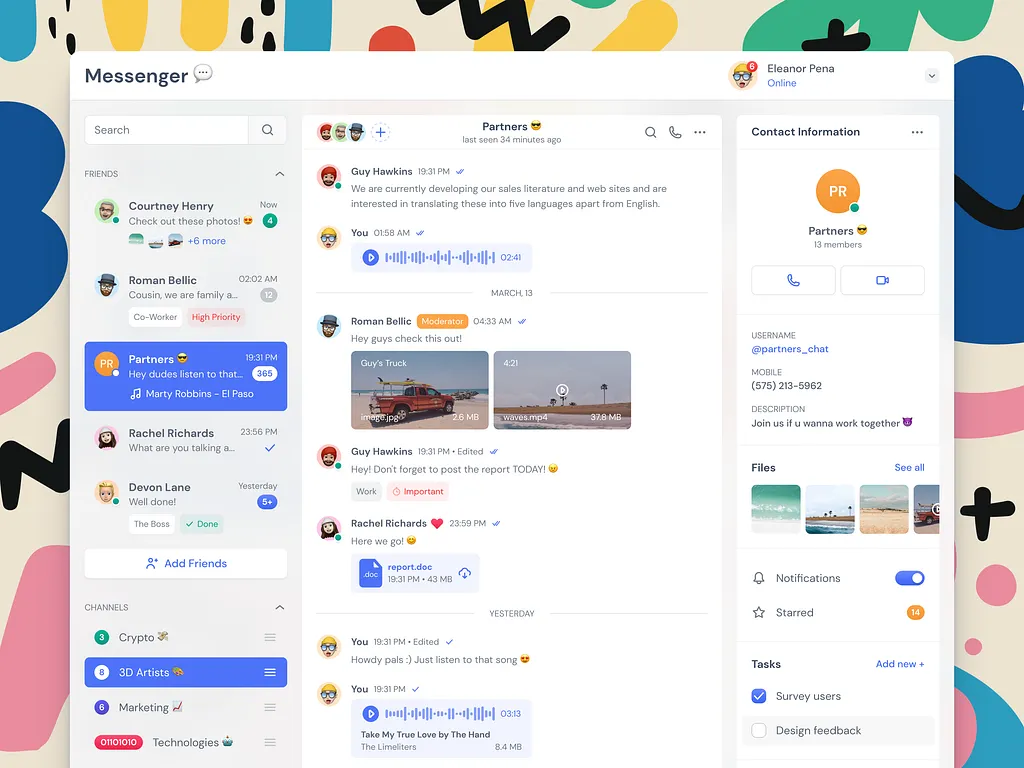 Messenger 💬
6
Eleanor Pena
Online
Search
FRIENDS
Courtney Henry
Now
Check out these photos! 😍
4
+6 more
Roman Bellic
02:02 AM
Cousin, we are family a...
12
Co-Worker
High Priority
PR
Partners 😎
19:31 PM
Hey dudes listen to that...
365
Marty Robbins – El Paso
Rachel Richards
23:56 PM
What are you talking a...
Devon Lane
Yesterday
Well done!
5+
The Boss
Done
Add Friends
CHANNELS
3
Crypto 💸
8
3D Artists 🎨
6
Marketing 📈
01101010
Technologies 🤖
Partners 😎
last seen 34 minutes ago
Guy Hawkins 19:31 PM
We are currently developing our sales literature and web sites and are
interested in translating these into five languages apart from English.
You 01:58 AM
02:41
MARCH, 13
Roman Bellic Moderator 04:33 AM
Hey guys check this out!
Guy's Truck
image.jpg
2.6 MB
4:21
waves.mp4
37.8 MB
Guy Hawkins 19:31 PM • Edited
Hey! Don't forget to post the report TODAY! 😠
Work
Important
Rachel Richards ❤️ 23:59 PM
Here we go! 😊
.doc
report.doc
19:31 PM • 43 MB
YESTERDAY
You 19:31 PM • Edited
Howdy pals :) Just listen to that song 😍
You 19:31 PM
03:13
Take My True Love by The Hand
The Limeliters
8.4 MB
Contact Information
PR
Partners 😎
13 members
USERNAME
@partners_chat
MOBILE
(575) 213-5962
DESCRIPTION
Join us if u wanna work together 😈
Files
See all
Notifications
Starred
14
Tasks
Add new +
Survey users
Design feedback